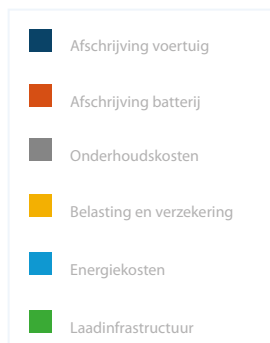 Afschrijving voertuig
Afschrijving batterij
Onderhoudskosten
Belasting en verzekering
Energiekosten
Laadinfrastructuur